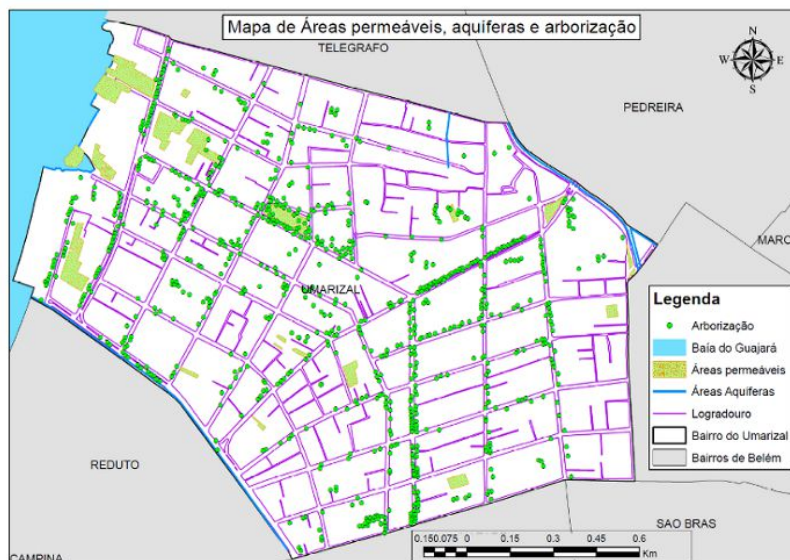 Mapa de Áreas permeáveis, aquiferas e arborização
TELEGRAFO
N
W
E
S
PEDREIRA
MARC
UMARIZAL
Legenda
Arborização
Baía do Guajará
Áreas permeáveis
Áreas Aquiferas
Logradouro
Bairro do Umarizal
Bairros de Belém
REDUTO
SAO BRAS
CAMPINA
0.150.075 0 0.15 0.3 0.45 0.6
Km